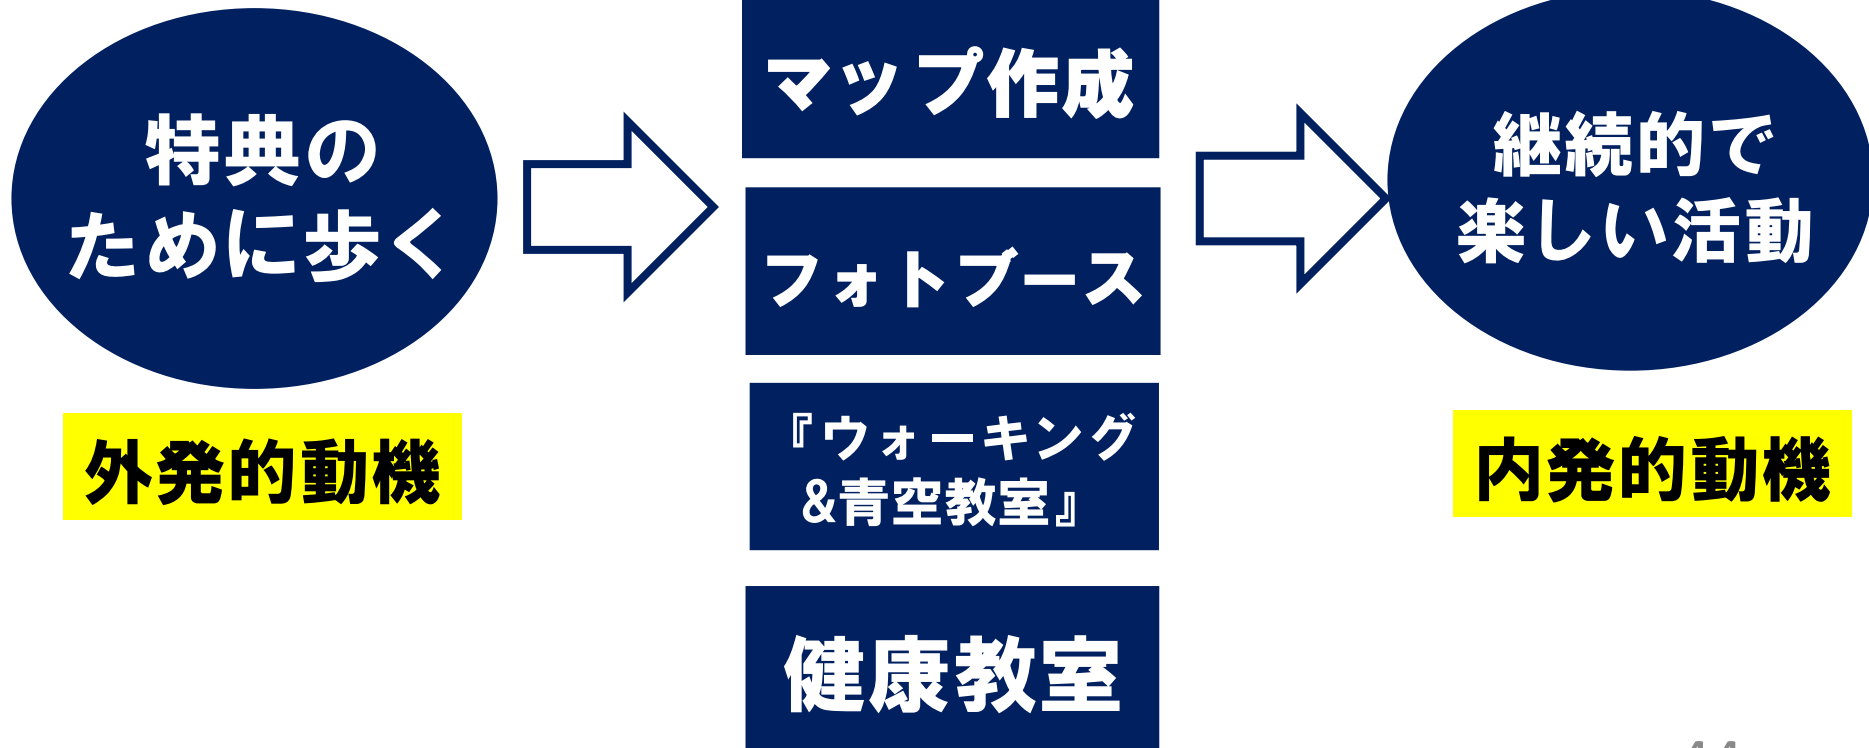 特典の
ために歩く
外発的動機
マップ作成
フォトブース
『ウォーキング
&青空教室』
健康教室
継続的で
楽しい活動
内発的動機